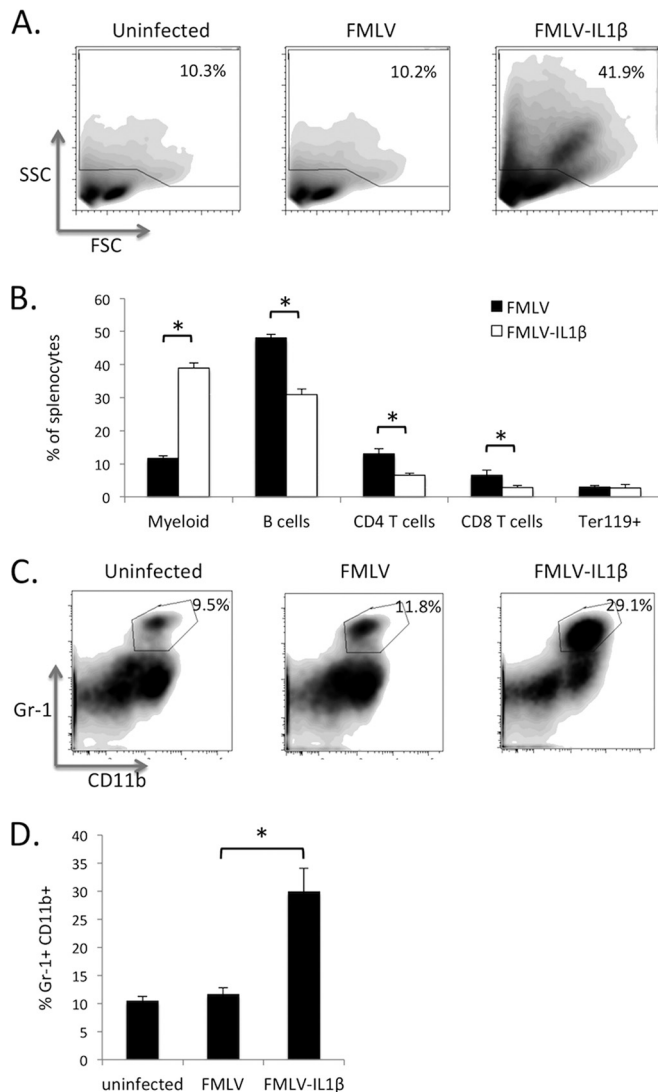 A.
Uninfected
FMLV
FMLV-IL1β
10.3%
10.2%
41.9%
SSC
FSC
B.
60
50
40
30
20
10
0
% of splenocytes
*
*
*
*
FMLV
FMLV-IL1β
Myeloid
B cells
CD4 T cells
CD8 T cells
Ter119+
C.
Uninfected
FMLV
FMLV-IL1β
9.5%
11.8%
29.1%
Gr-1
CD11b
D.
40
35
30
25
20
15
10
5
0
% Gr-1+ CD11b+
*
uninfected
FMLV
FMLV-IL1β